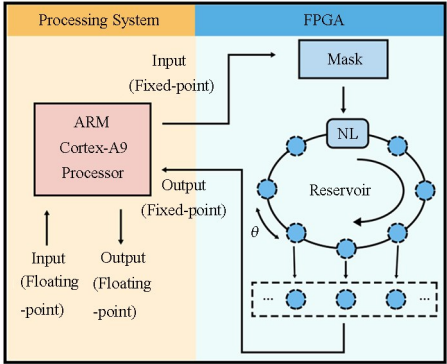 Processing System
FPGA
Input
(Fixed-point)
Mask
ARM
Cortex-A9
Processor
NL
Reservoir
Output
(Fixed-point)
θ
Input
(Floating
-point)
Output
(Floating
-point)
...
...